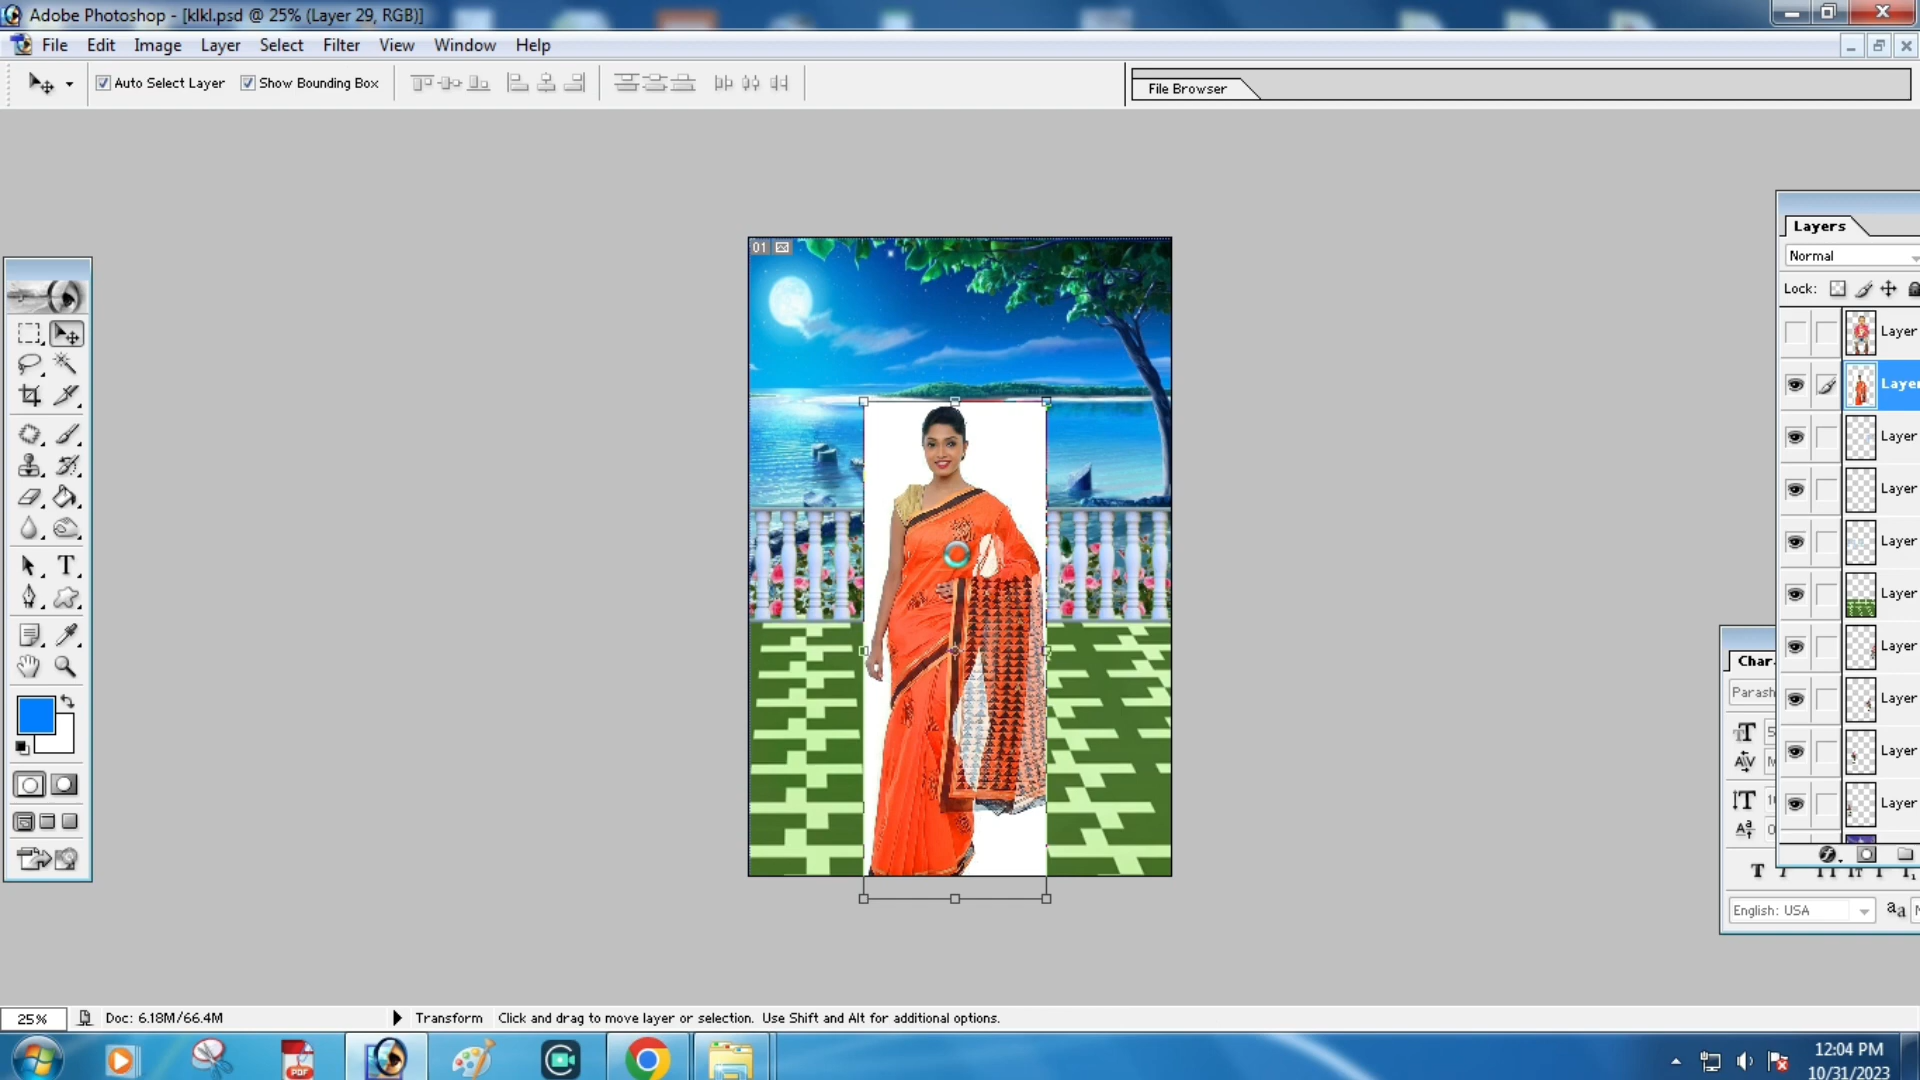 Adobe Photoshop - [klkl.psd @ 25% (Layer 29, RGB)]
File Edit Image Layer Select Filter View Window Help
Auto Select Layer Show Bounding Box
File Browser
01
Layers
Normal
Lock:
Layer
Layer
Layer
Layer
Layer
Layer
Layer
Layer
Layer
Layer
Char
Parash
English: USA
25% Doc: 6.18M/66.4M Transform Click and drag to move layer or selection. Use Shift and Alt for additional options.
PDF
12:04 PM
10/31/2023